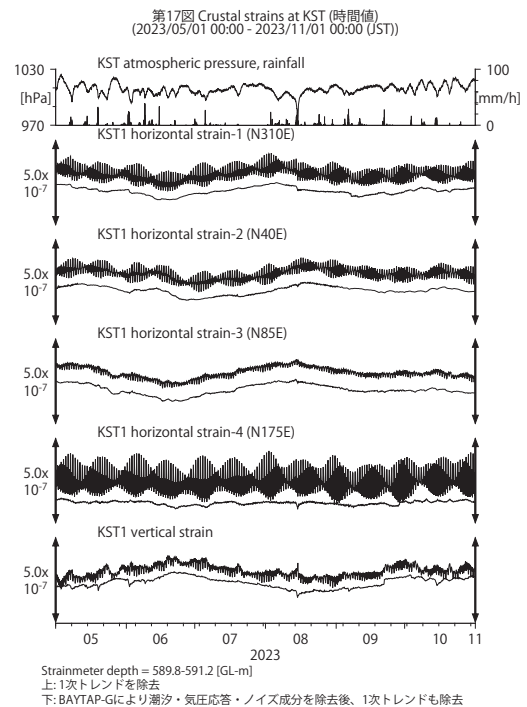 第17図 Crustal strains at KST (時間値)
(2023/05/01 00:00 - 2023/11/01 00:00 (JST))
KST atmospheric pressure, rainfall
1030
100
[hPa]
[mm/h]
970
0
KST1 horizontal strain-1 (N310E)
5.0x
10-7
KST1 horizontal strain-2 (N40E)
5.0x
10-7
KST1 horizontal strain-3 (N85E)
5.0x
10-7
KST1 horizontal strain-4 (N175E)
5.0x
10-7
KST1 vertical strain
5.0x
10-7
05 06 07 08 09 10 11
2023
Strainmeter depth = 589.8-591.2 [GL-m]
上: 1次トレンドを除去
下: BAYTAP-Gにより潮汐・気圧応答・ノイズ成分を除去後、1次トレンドも除去